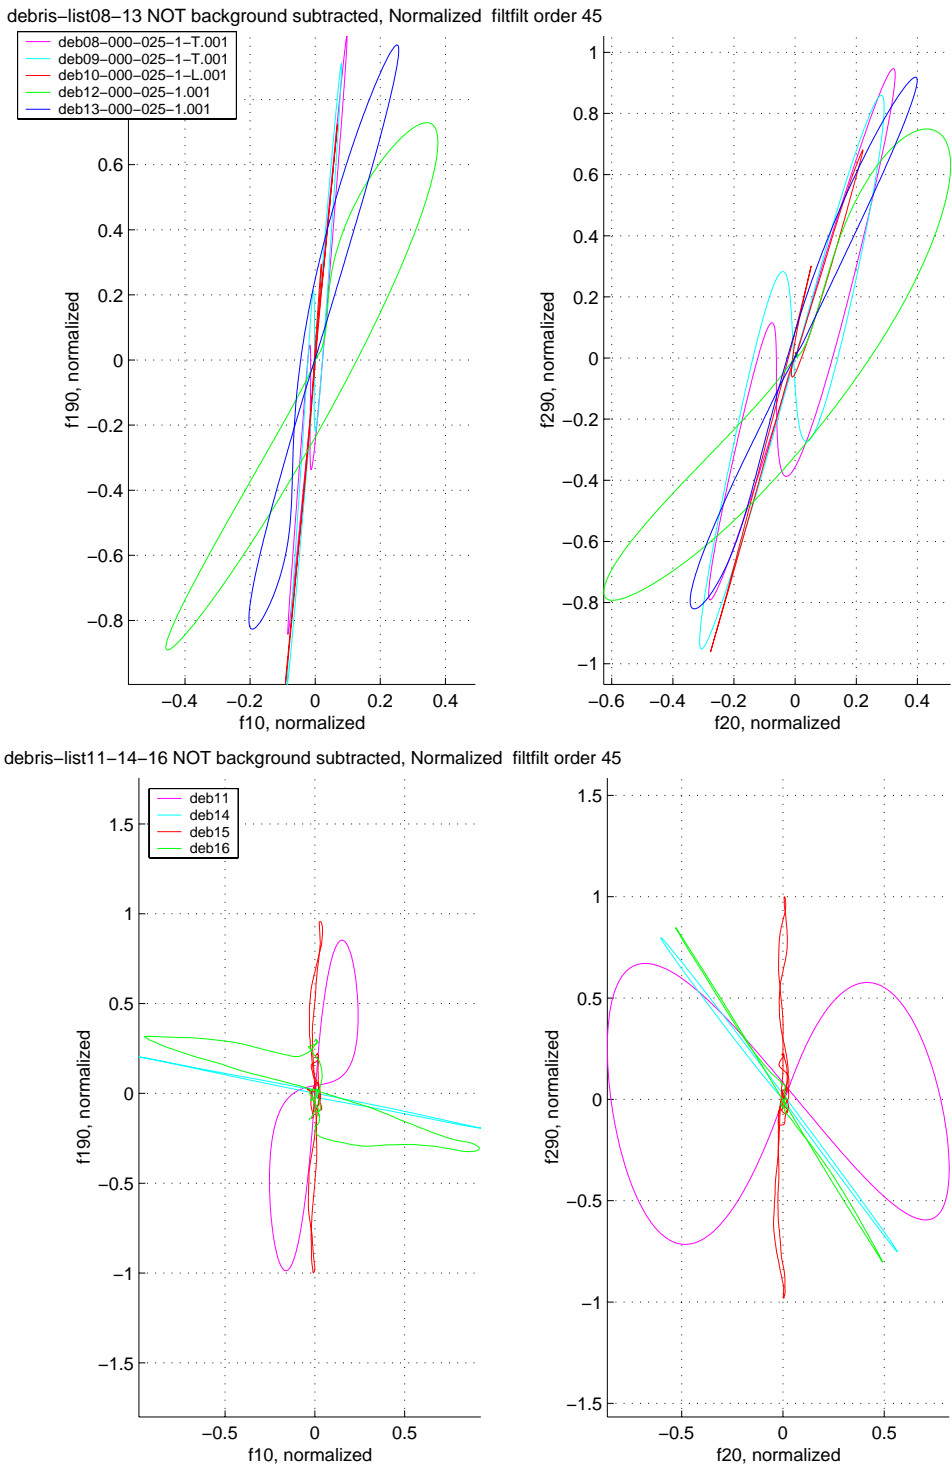 debris−list08−13 NOT background subtracted, Normalized  filtfilt order 45
deb08−000−025−1−T.001
deb09−000−025−1−T.001
deb10−000−025−1−L.001
deb12−000−025−1.001
deb13−000−025−1.001
0.6
0.4
0.2
0
−0.2
−0.4
−0.6
−0.8
f190, normalized
−0.4 −0.2 0 0.2 0.4
f10, normalized
1
0.8
0.6
0.4
0.2
0
−0.2
−0.4
−0.6
−0.8
−1
f290, normalized
−0.6 −0.4 −0.2 0 0.2 0.4
f20, normalized
debris−list11−14−16 NOT background subtracted, Normalized  filtfilt order 45
deb11
deb14
deb15
deb16
1.5
1
0.5
0
−0.5
−1
−1.5
f190, normalized
−0.5 0 0.5
f10, normalized
1.5
1
0.5
0
−0.5
−1
−1.5
f290, normalized
−0.5 0 0.5
f20, normalized